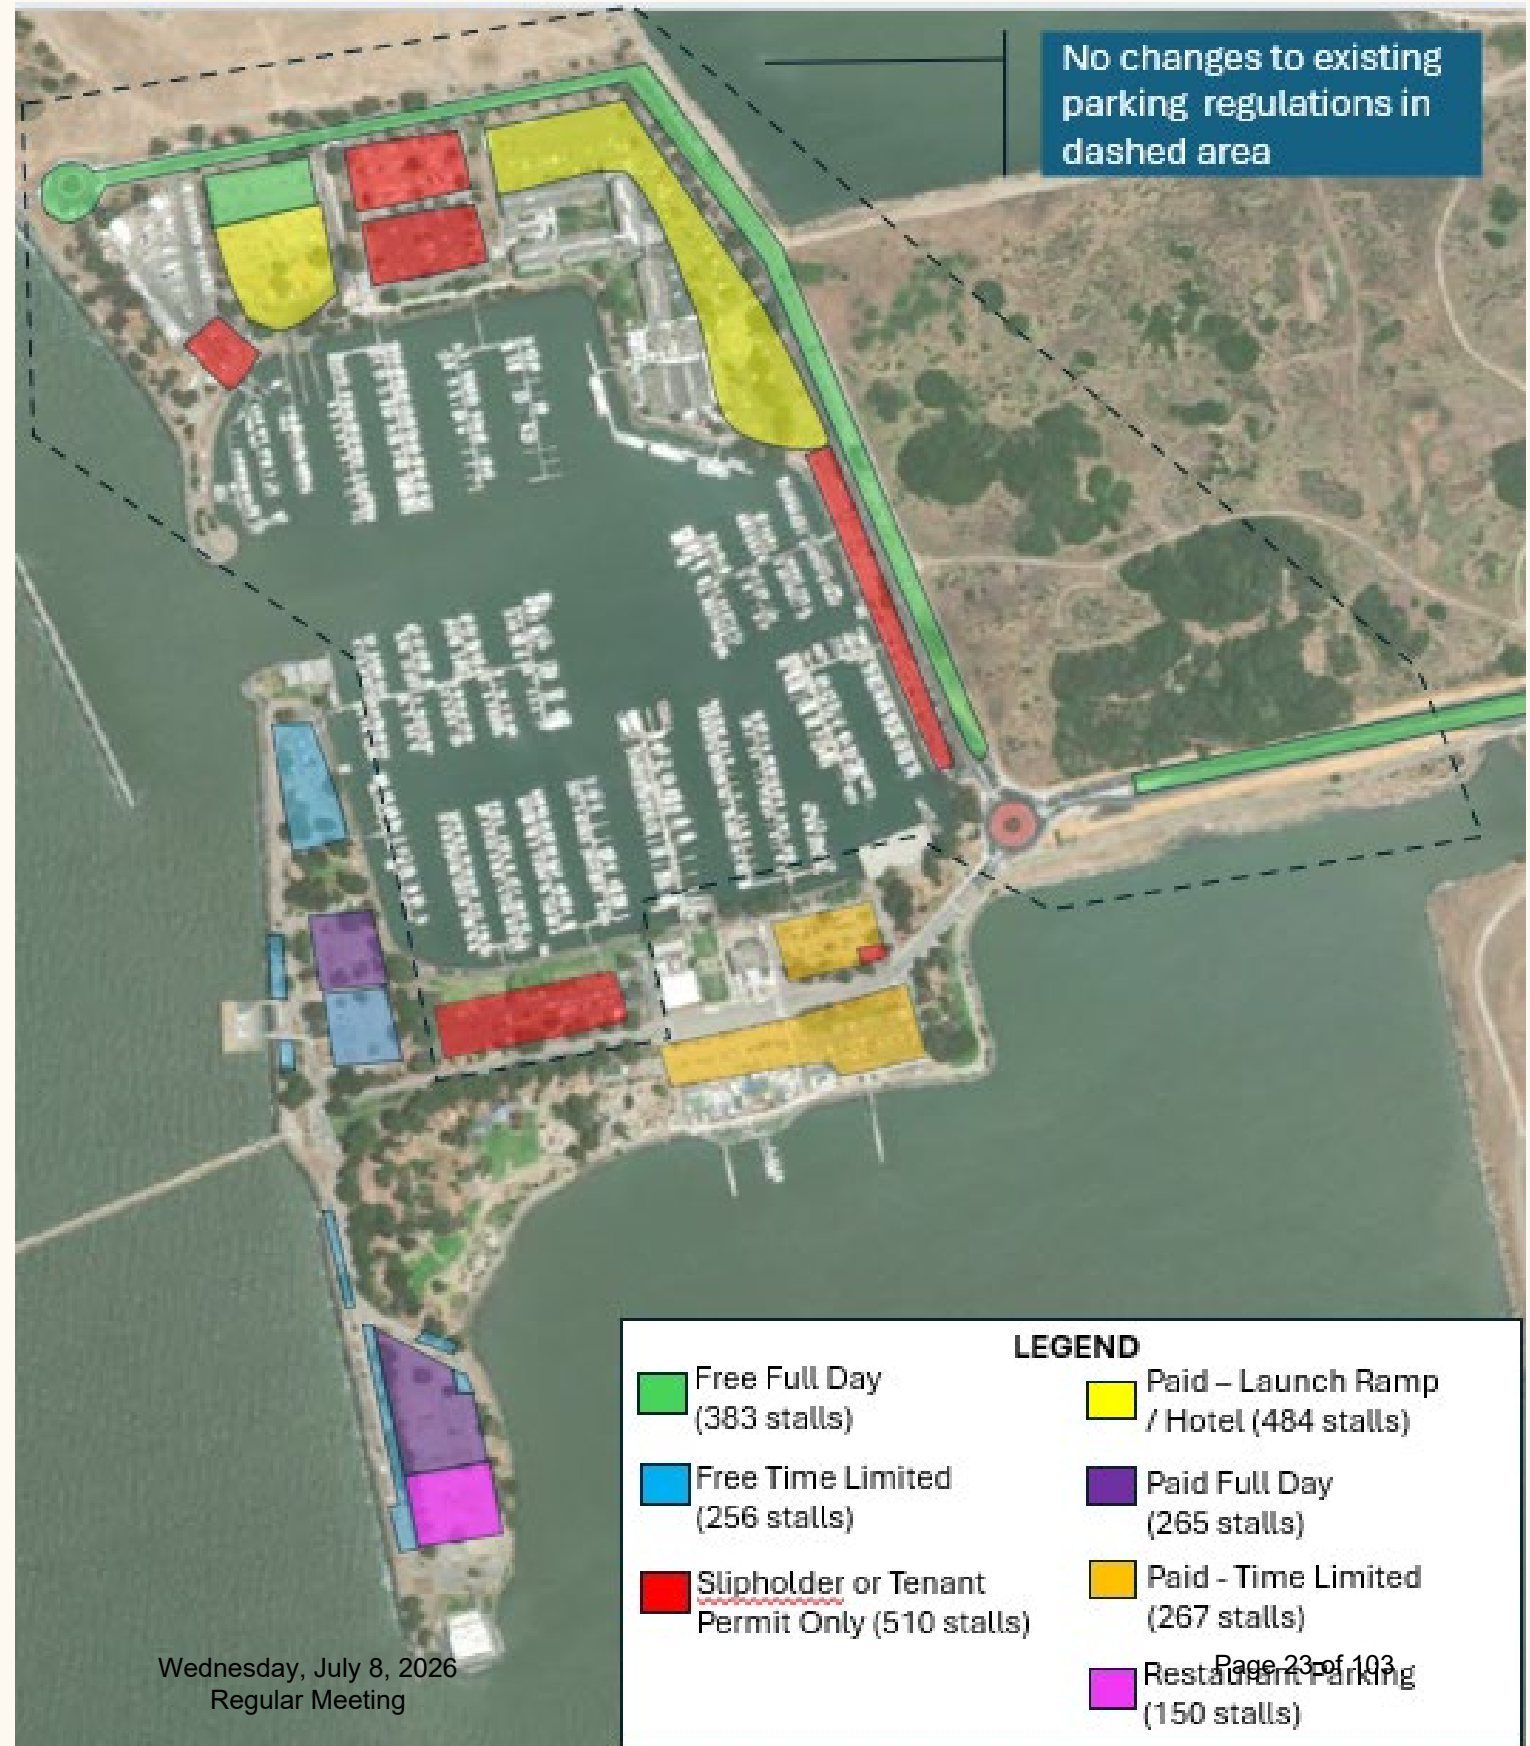 No changes to existing
parking regulations in
dashed area
LEGEND
Free Full Day
(383 stalls)
Free Time Limited
(256 stalls)
Slipholder or Tenant
Permit Only (510 stalls)
Paid – Launch Ramp
/ Hotel (484 stalls)
Paid Full Day
(265 stalls)
Paid - Time Limited
(267 stalls)
Restaurant Parking
(150 stalls)
Wednesday, July 8, 2026
Regular Meeting
Page 23 of 103